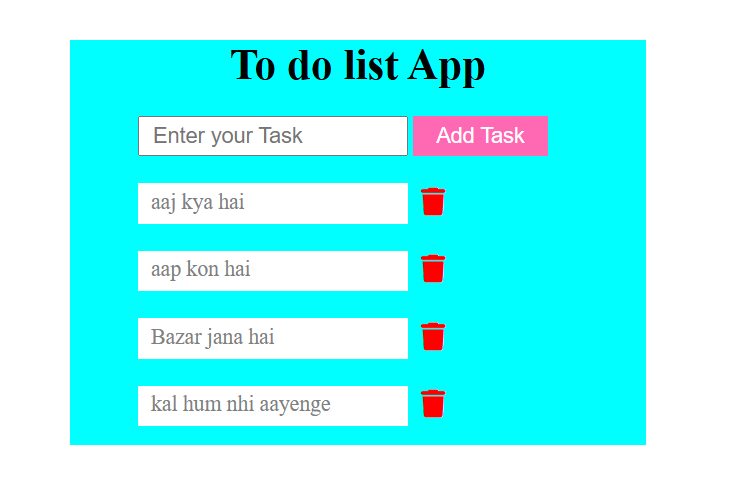 To do list App
Enter your Task Add Task
aaj kya hai
aap kon hai
Bazar jana hai
kal hum nhi aayenge